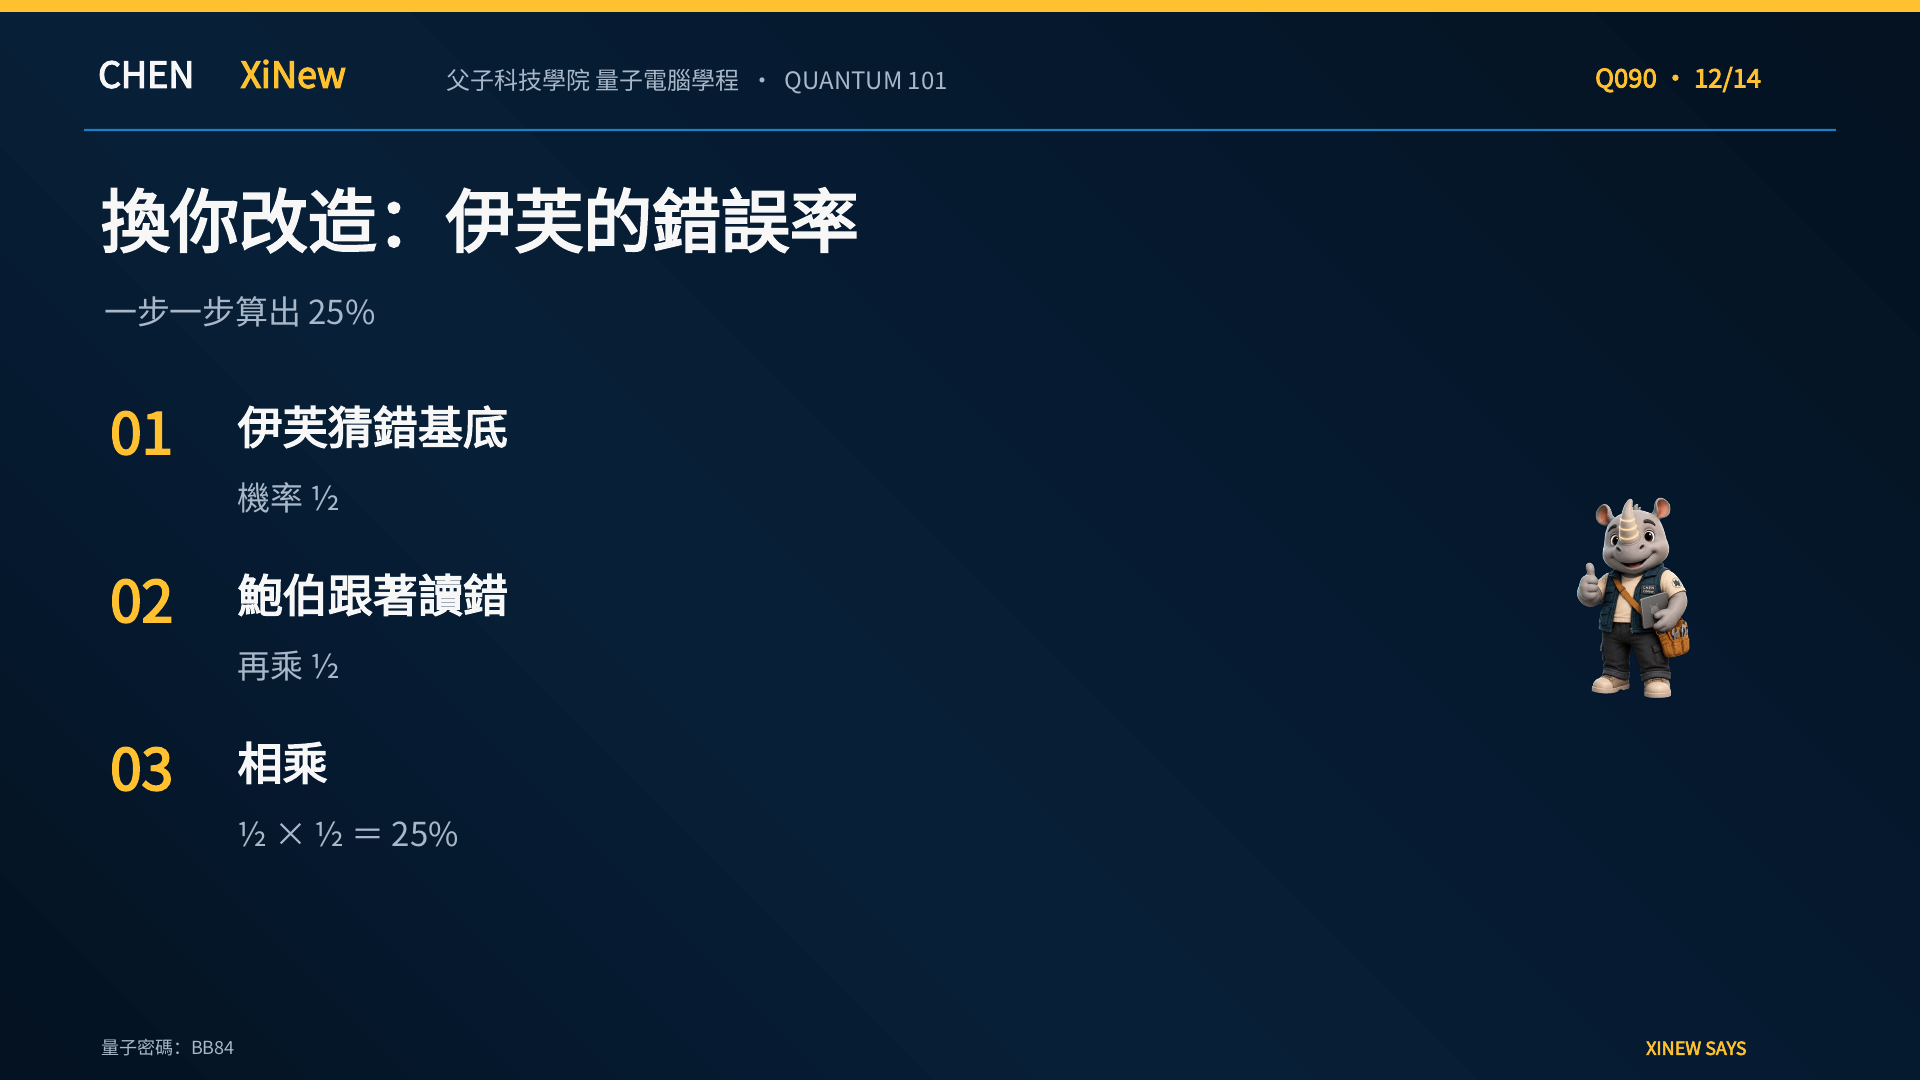 CHEN XiNew 父子科技學院 量子電腦學程 · QUANTUM 101 Q090 · 12/14
換你改造：伊芙的錯誤率
一步一步算出 25%
01 伊芙猜錯基底
機率 ½
02 鮑伯跟著讀錯
再乘 ½
03 相乘
½ × ½ ＝ 25%
量子密碼：BB84
XINEW SAYS